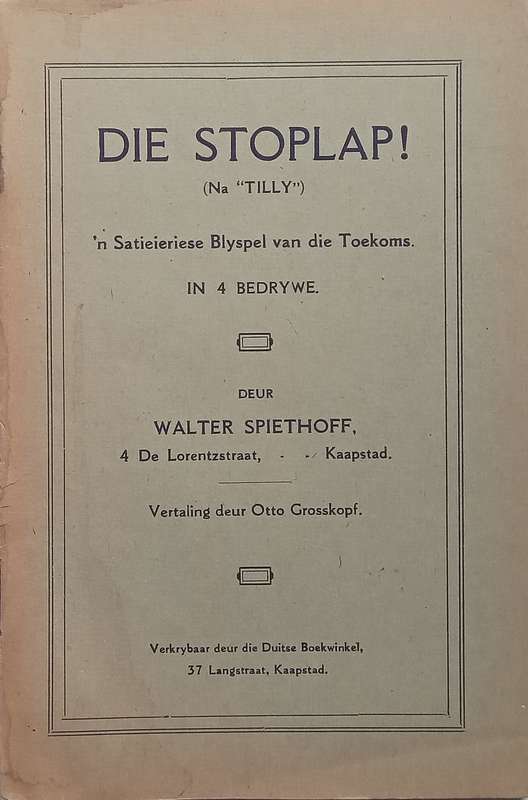 DIE STOPLAP!
(Na "TILLY")
'n Satieieriese Blyspel van die Toekoms.
IN 4 BEDRYWE.
DEUR
WALTER SPIETHOFF,
4 De Lorentzstraat, - - Kaapstad.
Vertaling deur Otto Grosskopf.
Verkrybaar deur die Duitse Boekwinkel,
37 Langstraat, Kaapstad.